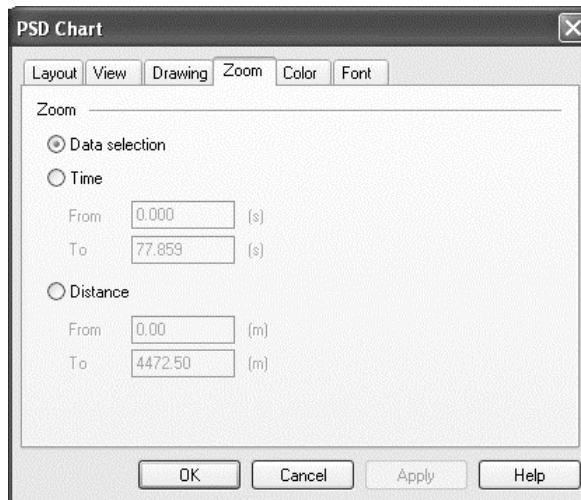 PSD Chart
Layout View Drawing Zoom Color Font
Zoom
Data selection
Time
From 0.000 (s)
To 77.859 (s)
Distance
From 0.00 (m)
To 4472.50 (m)
OK Cancel Apply Help